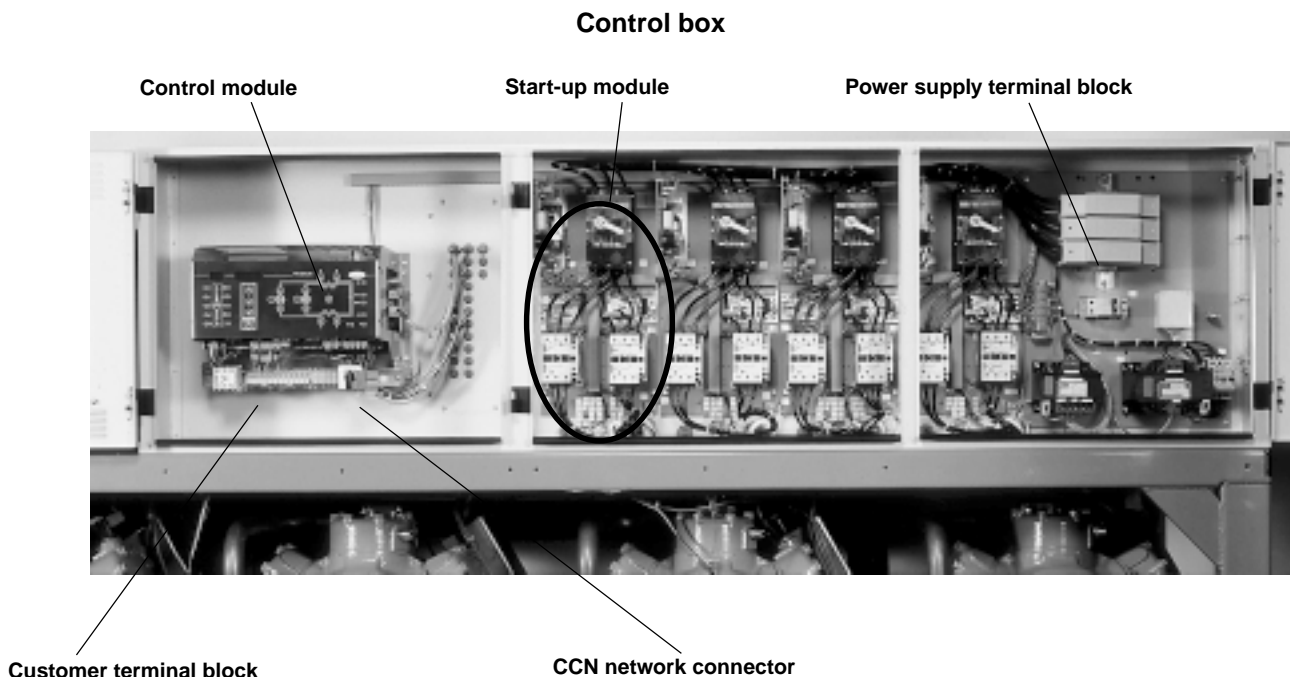 Control box
Control module
Start-up module
Power supply terminal block
Customer terminal block
CCN network connector